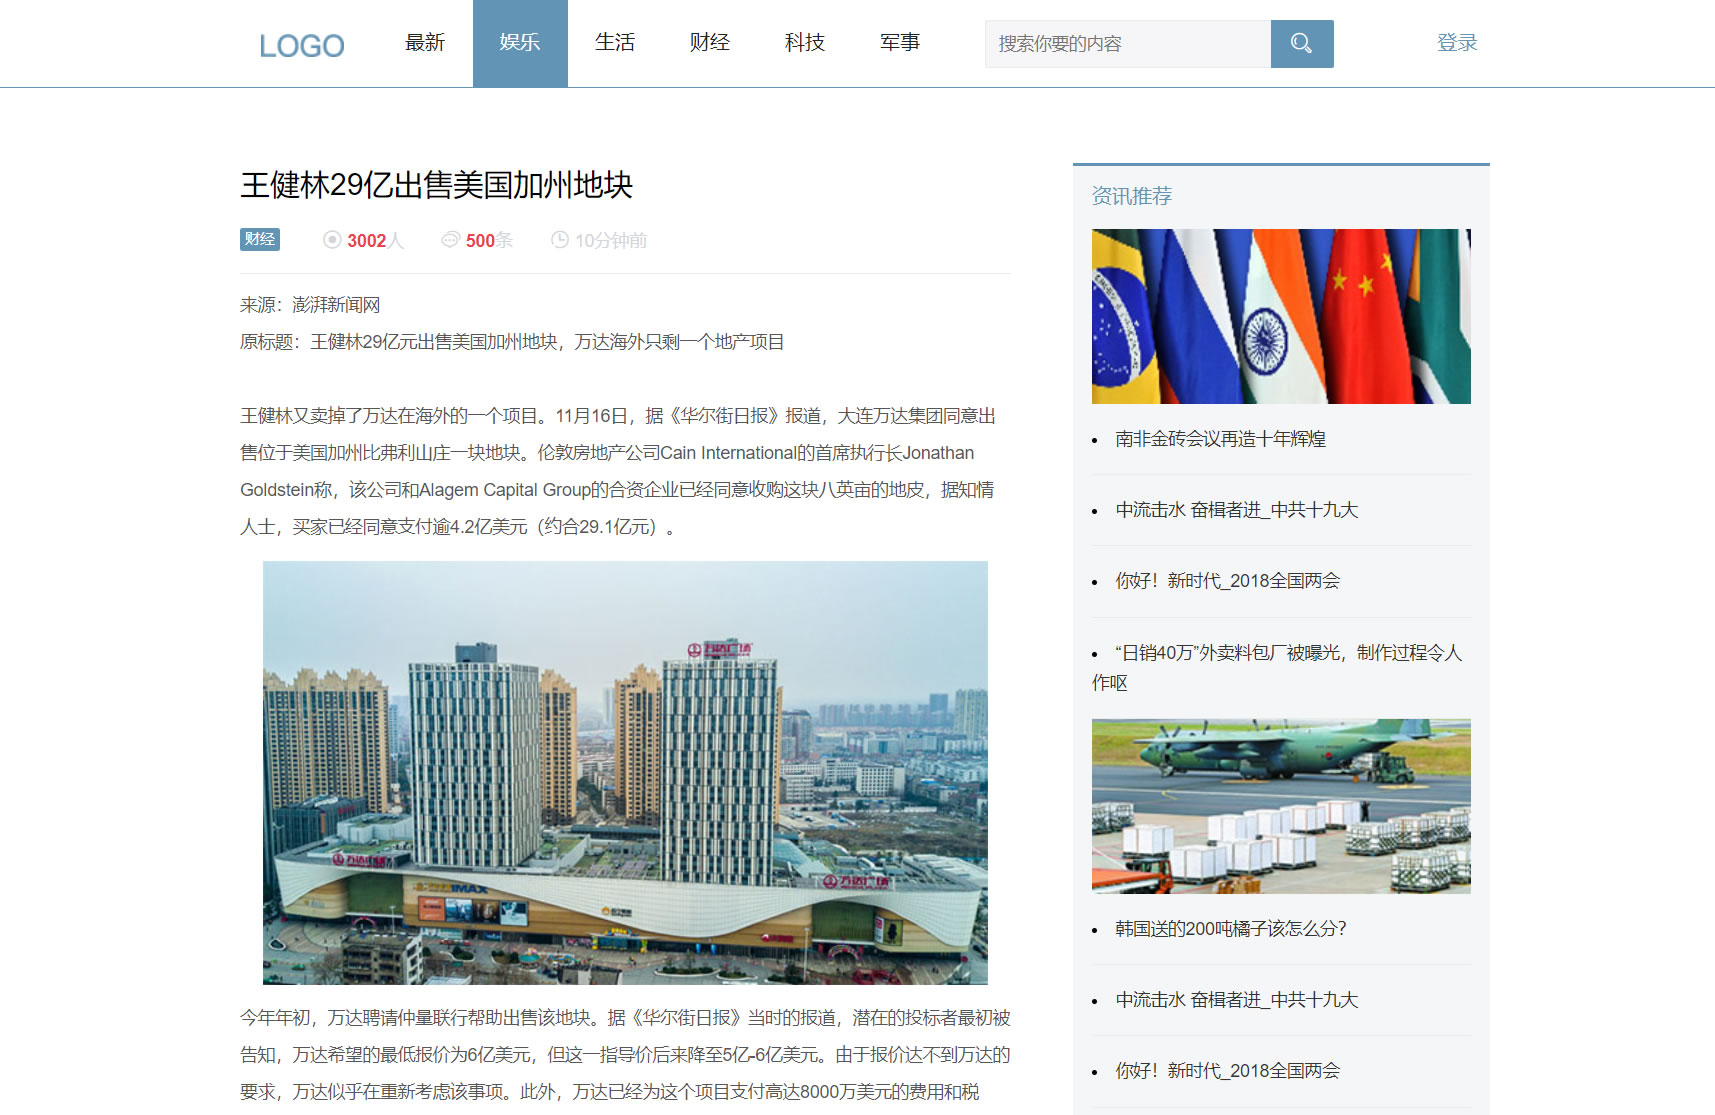 LOGO 最新 娱乐 生活 财经 科技 军事 搜索你要的内容 登录
王健林29亿出售美国加州地块
财经 3002人 500条 10分钟前
来源：澎湃新闻网
原标题：王健林29亿元出售美国加州地块，万达海外只剩一个地产项目
王健林又卖掉了万达在海外的一个项目。11月16日，据《华尔街日报》报道，大连万达集团同意出
售位于美国加州比弗利山庄一块地块。伦敦房地产公司Cain International的首席执行长Jonathan
Goldstein称，该公司和Alagem Capital Group的合资企业已经同意收购这块八英亩的地皮，据知情
人士，买家已经同意支付逾4.2亿美元（约合29.1亿元）。
万达广场
万达广场
万达广场
IMAX
今年年初，万达聘请仲量联行帮助出售该地块。据《华尔街日报》当时的报道，潜在的投标者最初被
告知，万达希望的最低报价为6亿美元，但这一指导价后来降至5亿-6亿美元。由于报价达不到万达的
要求，万达似乎在重新考虑该事项。此外，万达已经为这个项目支付高达8000万美元的费用和税
资讯推荐
南非金砖会议再造十年辉煌
中流击水 奋楫者进_中共十九大
你好！新时代_2018全国两会
“日销40万”外卖料包厂被曝光，制作过程令人
作呕
韩国送的200吨橘子该怎么分?
中流击水 奋楫者进_中共十九大
你好！新时代_2018全国两会